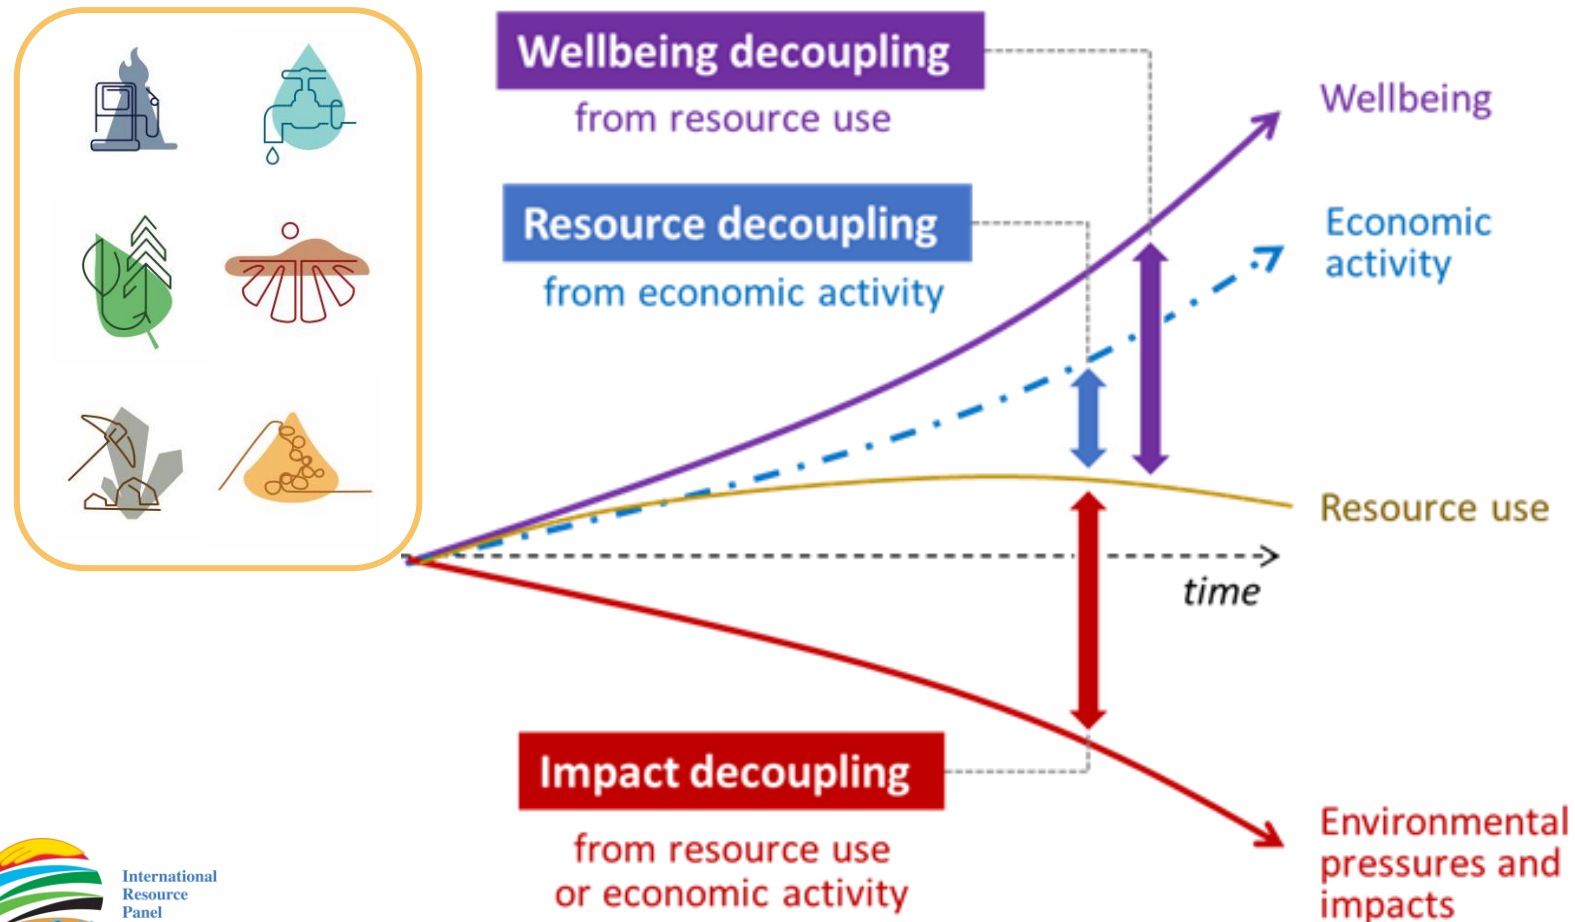 Wellbeing decoupling
from resource use
Wellbeing
Resource decoupling
from economic activity
Economic
activity
Resource use
time
Impact decoupling
from resource use
or economic activity
Environmental
pressures and
impacts
International
Resource
Panel